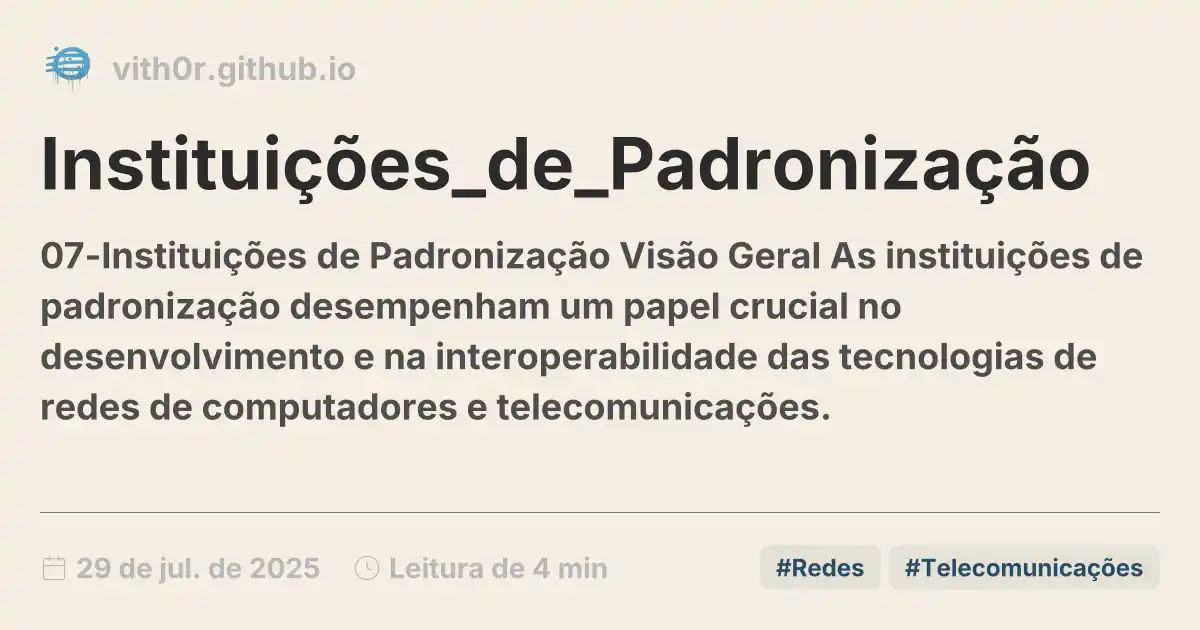 vith0r.github.io
Instituições_de_Padronização
07-Instituições de Padronização Visão Geral As instituições de
padronização desempenham um papel crucial no
desenvolvimento e na interoperabilidade das tecnologias de
redes de computadores e telecomunicações.
29 de jul. de 2025 Leitura de 4 min #Redes #Telecomunicações